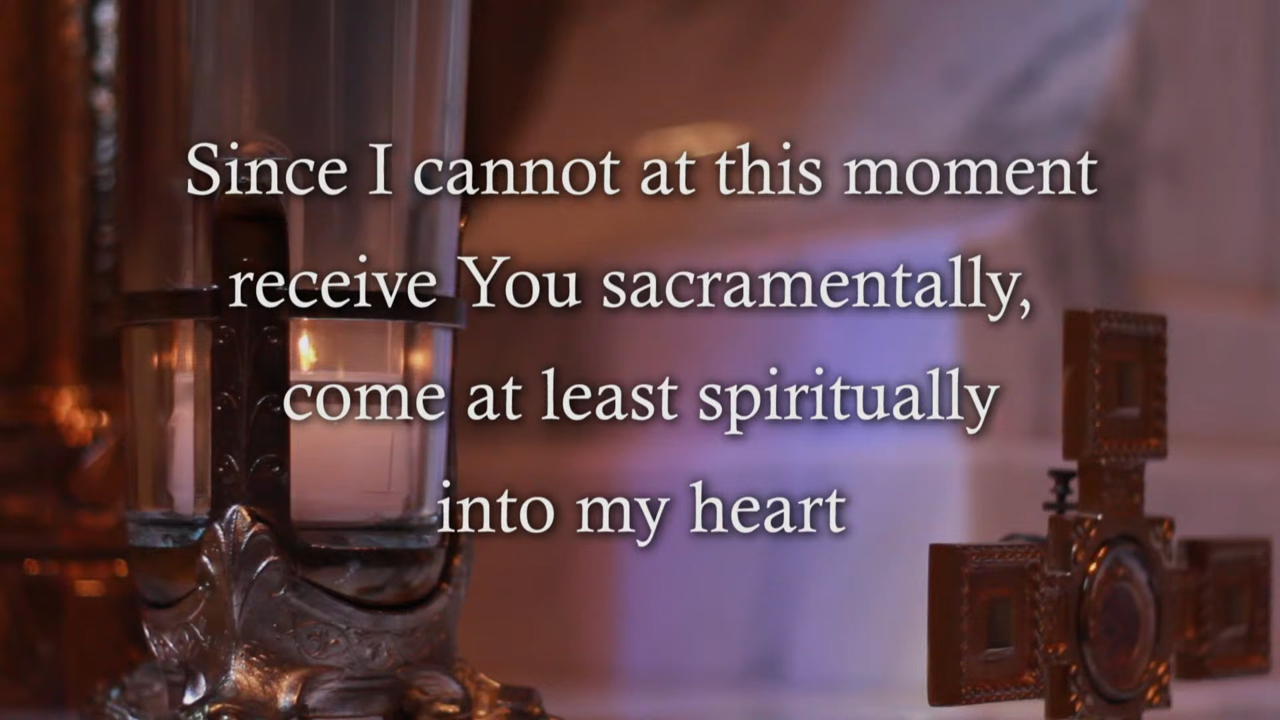 Since I cannot at this moment
receive You sacramentally,
come at least spiritually
into my heart